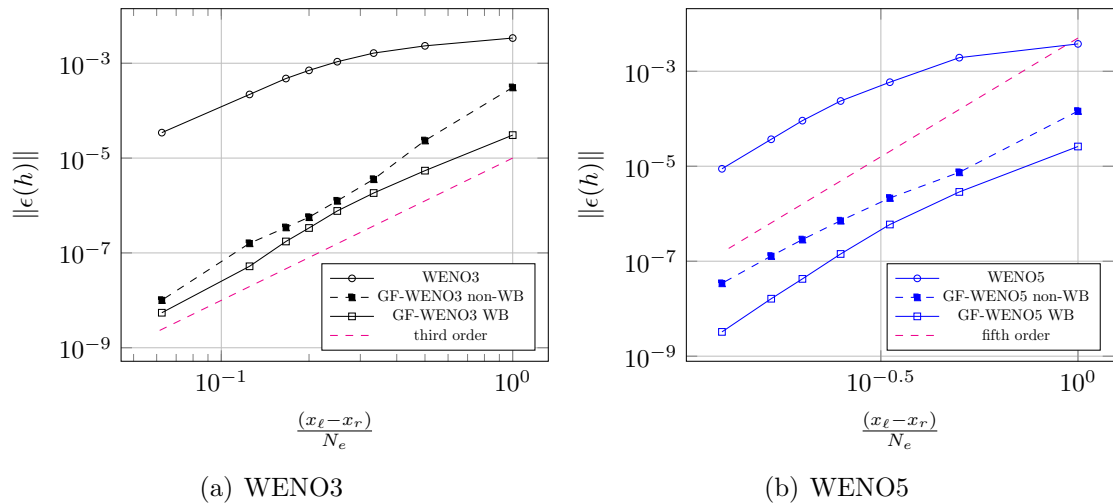 10^{-3}
10^{-5}
10^{-7}
10^{-9}
‖ϵ(h)‖
WENO3
GF-WENO3 non-WB
GF-WENO3 WB
third order
10^{-1}
10^{0}
(x_ℓ−x_r)
N_e
(a) WENO3
10^{-3}
10^{-5}
10^{-7}
10^{-9}
‖ϵ(h)‖
WENO5
GF-WENO5 non-WB
GF-WENO5 WB
fifth order
10^{-0.5}
10^{0}
(x_ℓ−x_r)
N_e
(b) WENO5